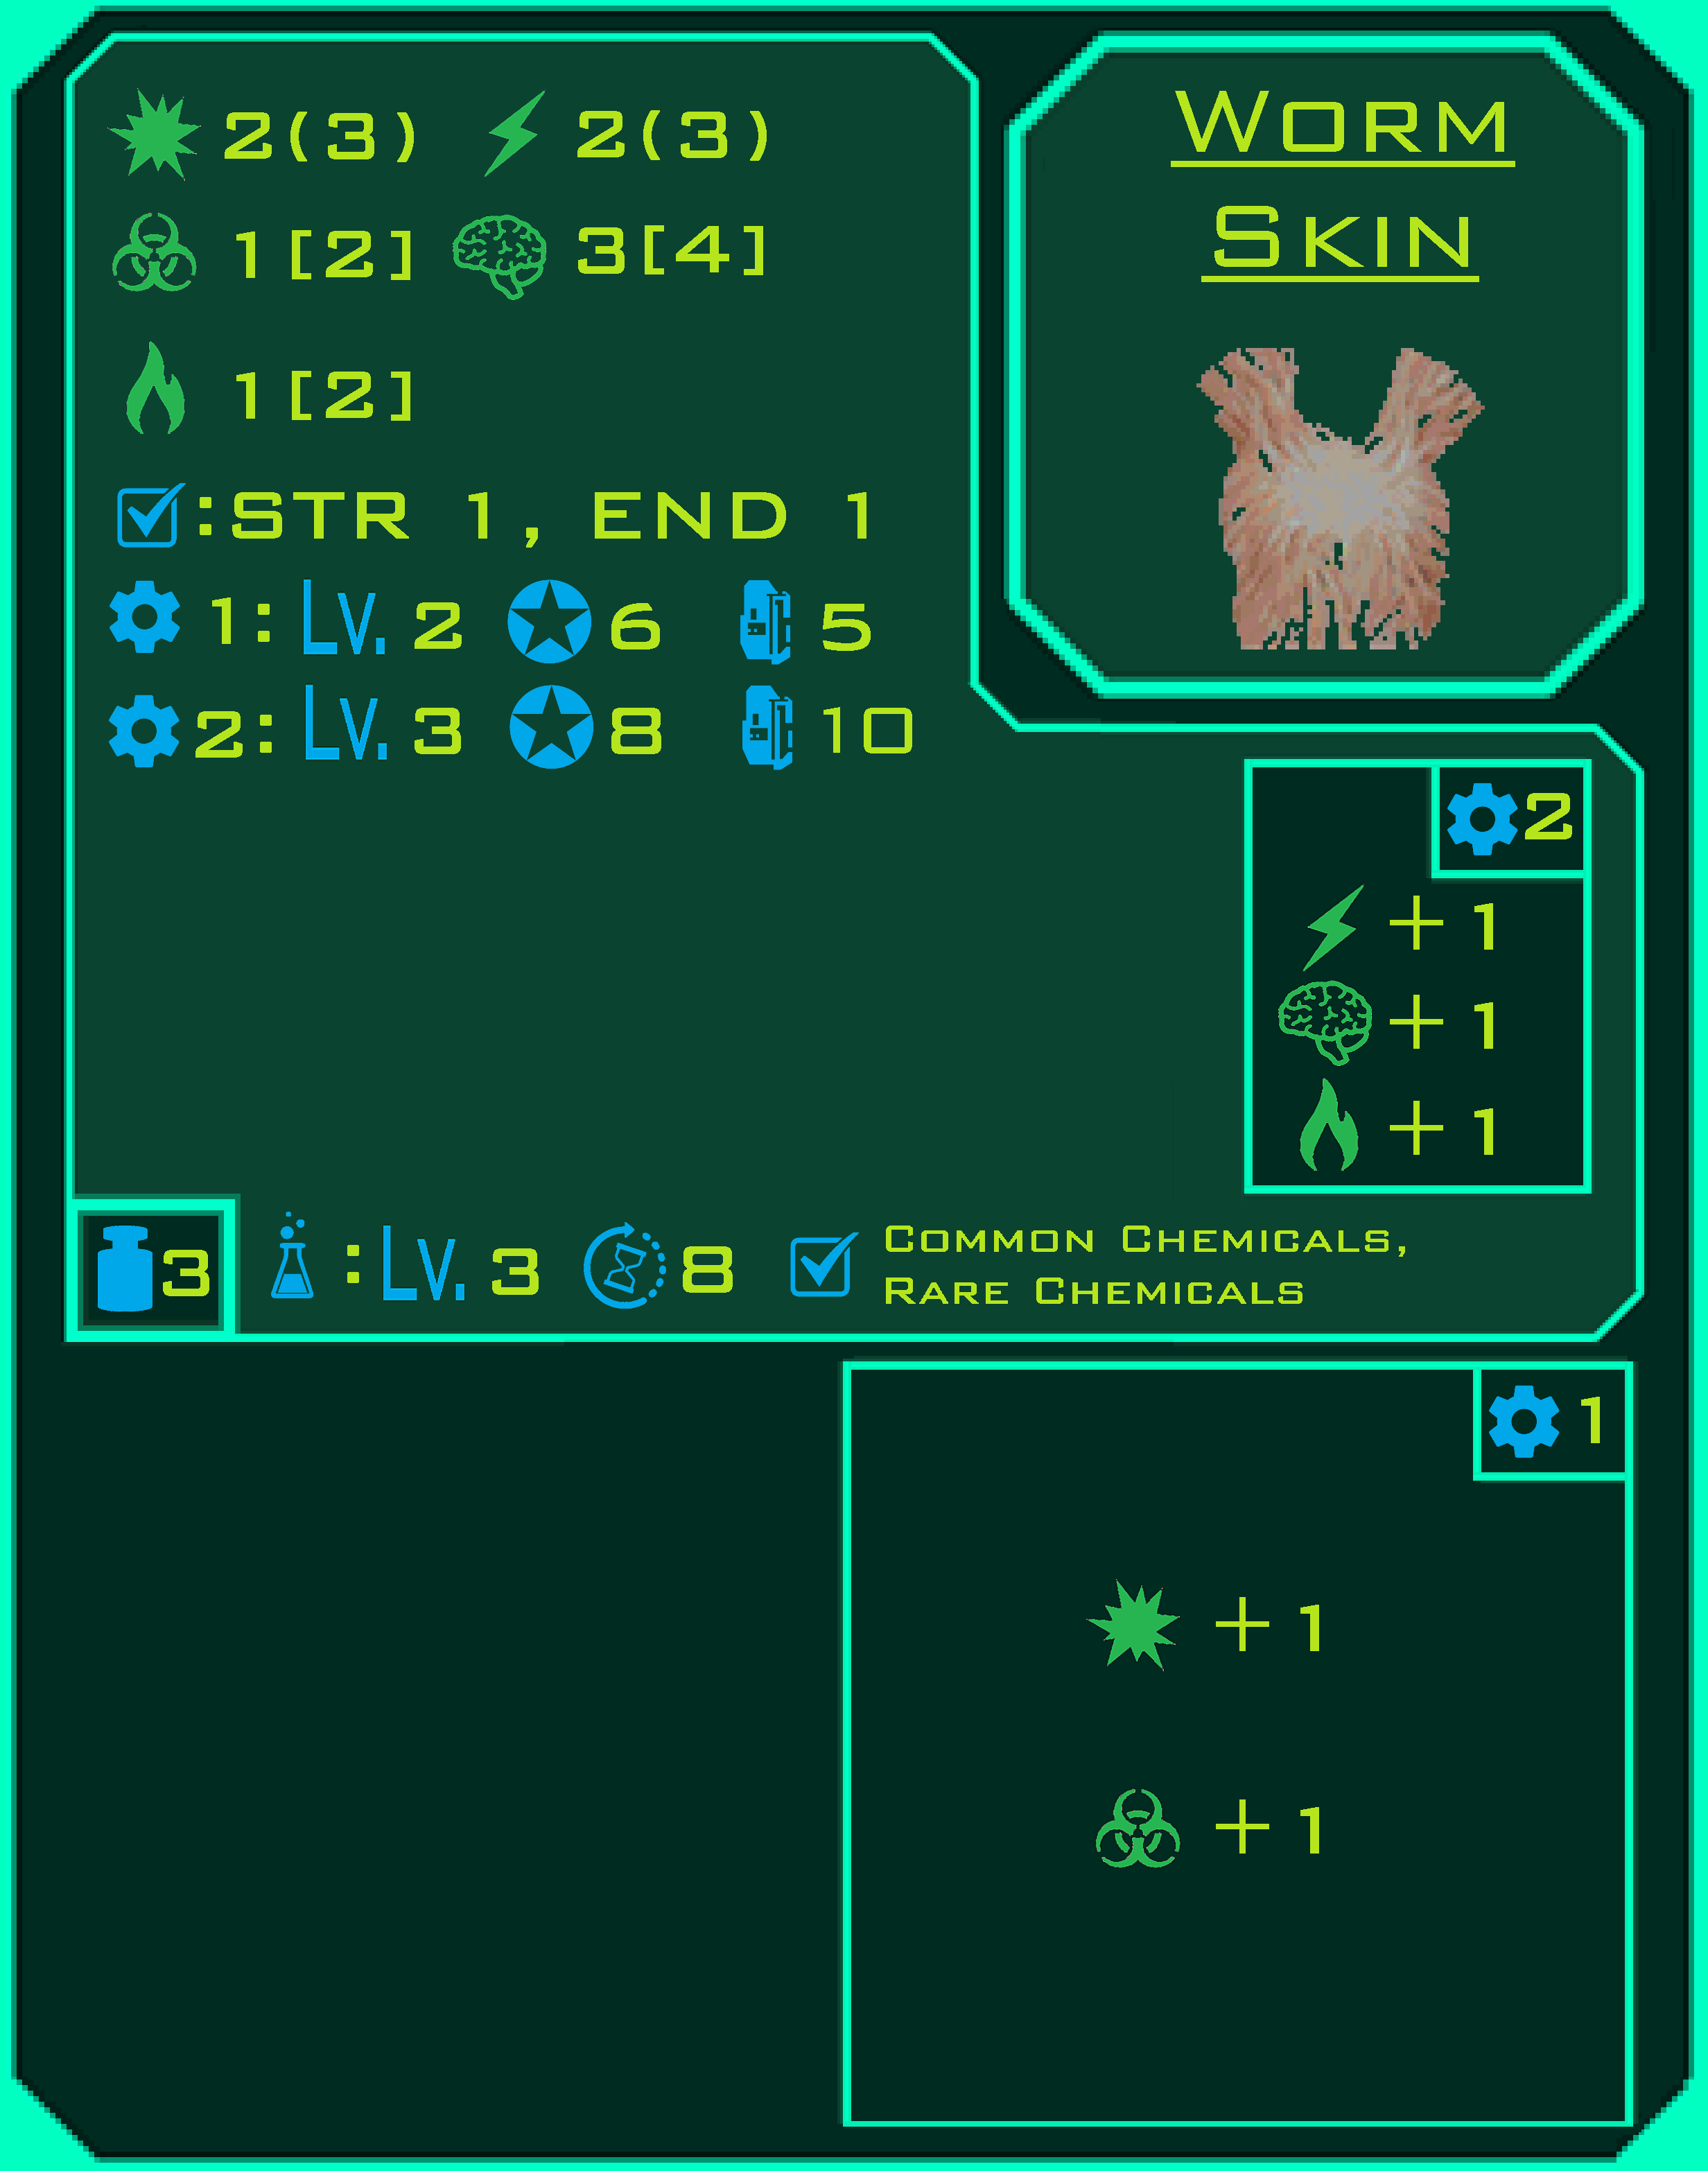 WORM
SKIN
2(3) 2(3)
1[2] 3[4]
1[2]
:STR 1, END 1
1: LV. 2 6 5
2: LV. 3 8 10
2
+ 1
+ 1
+ 1
3 : LV. 3 8 COMMON CHEMICALS,
RARE CHEMICALS
1
+ 1
+ 1